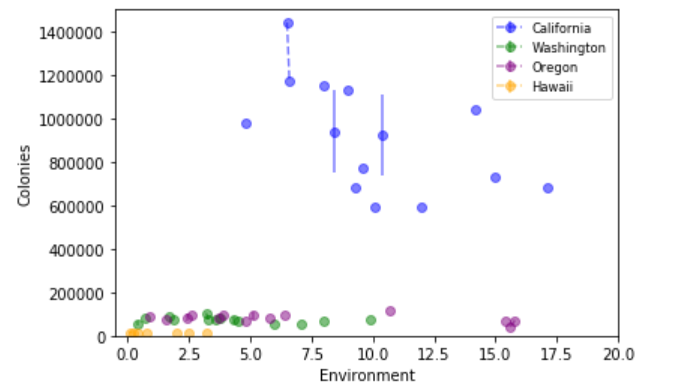 1400000
1200000
1000000
800000
600000
400000
200000
0
Colonies
California
Washington
Oregon
Hawaii
0.0 2.5 5.0 7.5 10.0 12.5 15.0 17.5 20.0
Environment